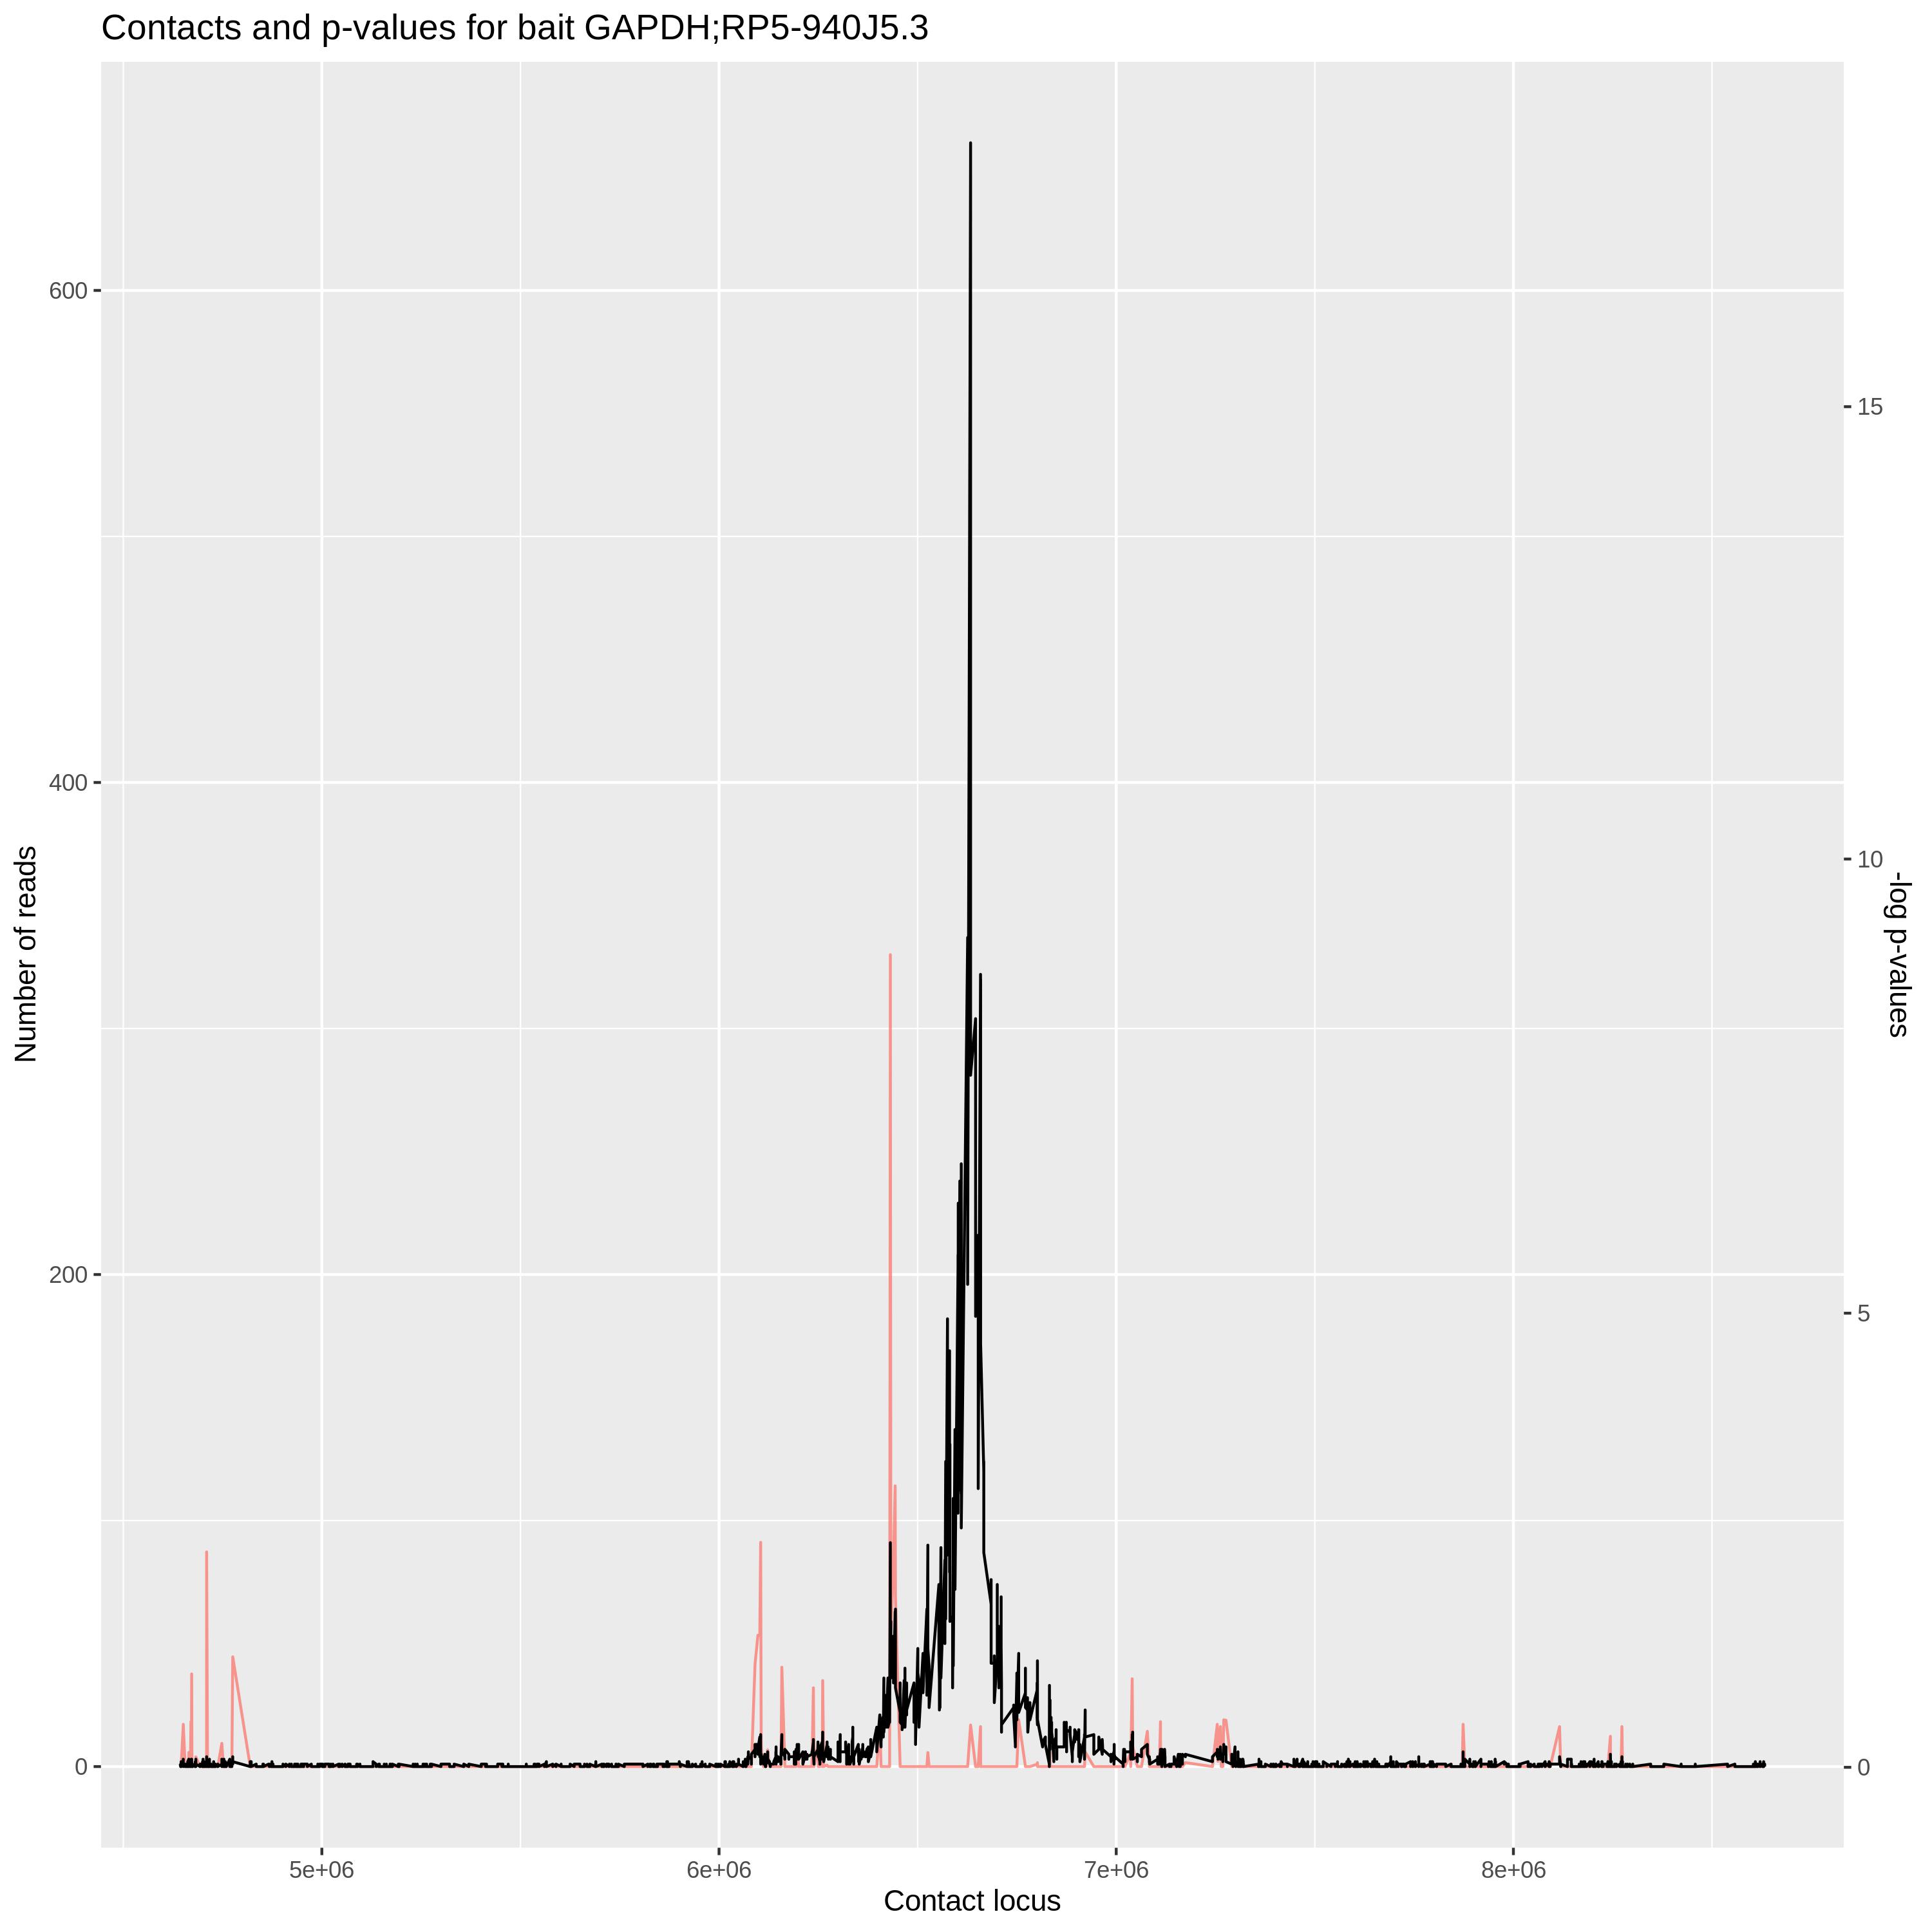 Contacts and p-values for bait GAPDH;RP5-940J5.3
600
400
200
0
Number of reads
15
10
5
0
-log p-values
5e+06
6e+06
7e+06
8e+06
Contact locus